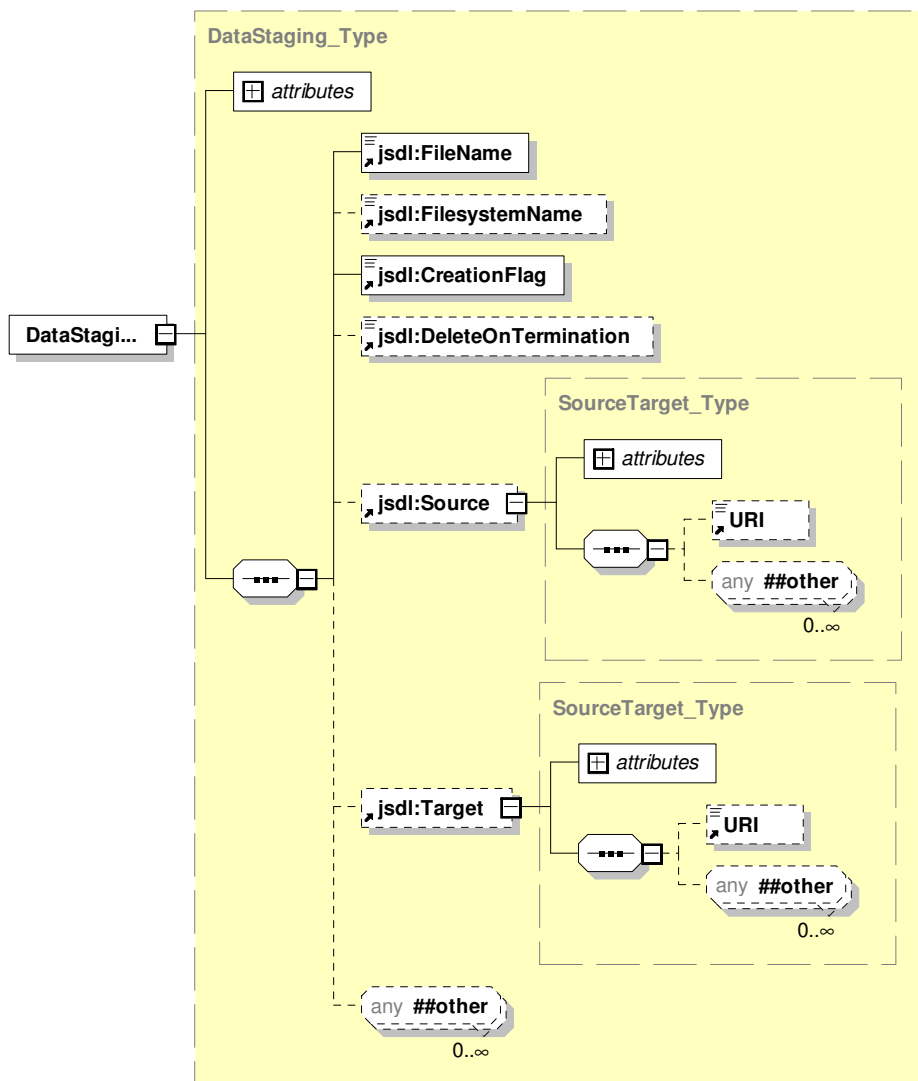 DataStaging_Type
attributes
jsdl:FileName
jsdl:FilesystemName
jsdl:CreationFlag
DataStagi...
jsdl:DeleteOnTermination
SourceTarget_Type
attributes
jsdl:Source
URI
any ##other
0..∞
SourceTarget_Type
attributes
jsdl:Target
URI
any ##other
0..∞
any ##other
0..∞